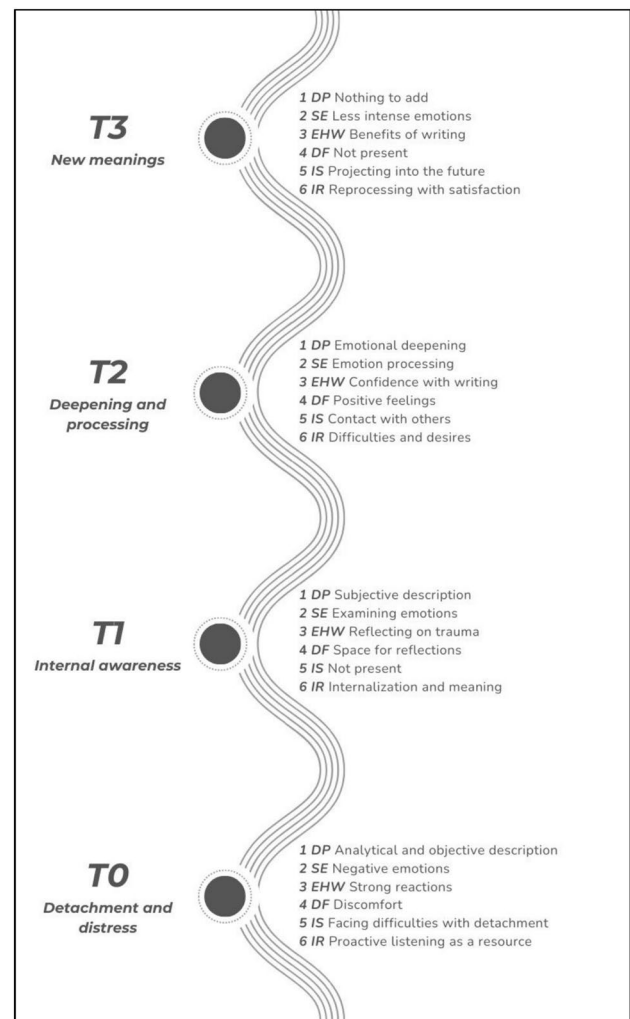 T3
New meanings
1 DP Nothing to add
2 SE Less intense emotions
3 EHW Benefits of writing
4 DF Not present
5 IS Projecting into the future
6 IR Reprocessing with satisfaction
T2
Deepening and
processing
1 DP Emotional deepening
2 SE Emotion processing
3 EHW Confidence with writing
4 DF Positive feelings
5 IS Contact with others
6 IR Difficulties and desires
T1
Internal awareness
1 DP Subjective description
2 SE Examining emotions
3 EHW Reflecting on trauma
4 DF Space for reflections
5 IS Not present
6 IR Internalization and meaning
T0
Detachment and
distress
1 DP Analytical and objective description
2 SE Negative emotions
3 EHW Strong reactions
4 DF Discomfort
5 IS Facing difficulties with detachment
6 IR Proactive listening as a resource